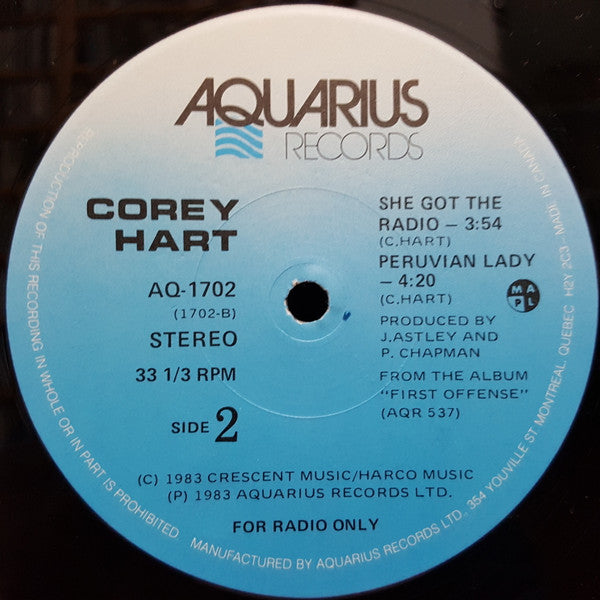 AQUARIUS
RECORDS
COREY
HART
AQ-1702
(1702-B)
STEREO
33 1/3 RPM
SIDE 2
SHE GOT THE
RADIO – 3:54
(C.HART)
PERUVIAN LADY
– 4:20
(C.HART)
M A
P L
PRODUCED BY
J.ASTLEY AND
P. CHAPMAN
FROM THE ALBUM
"FIRST OFFENSE"
(AQR 537)
(C) 1983 CRESCENT MUSIC/HARCO MUSIC
(P) 1983 AQUARIUS RECORDS LTD.
FOR RADIO ONLY
REPRODUCTION OF THIS RECORDING IN WHOLE OR IN PART IS PROHIBITED. MANUFACTURED BY AQUARIUS RECORDS LTD., 354 YOUVILLE ST MONTREAL, QUEBEC H2Y 2C3 – MADE IN CANADA